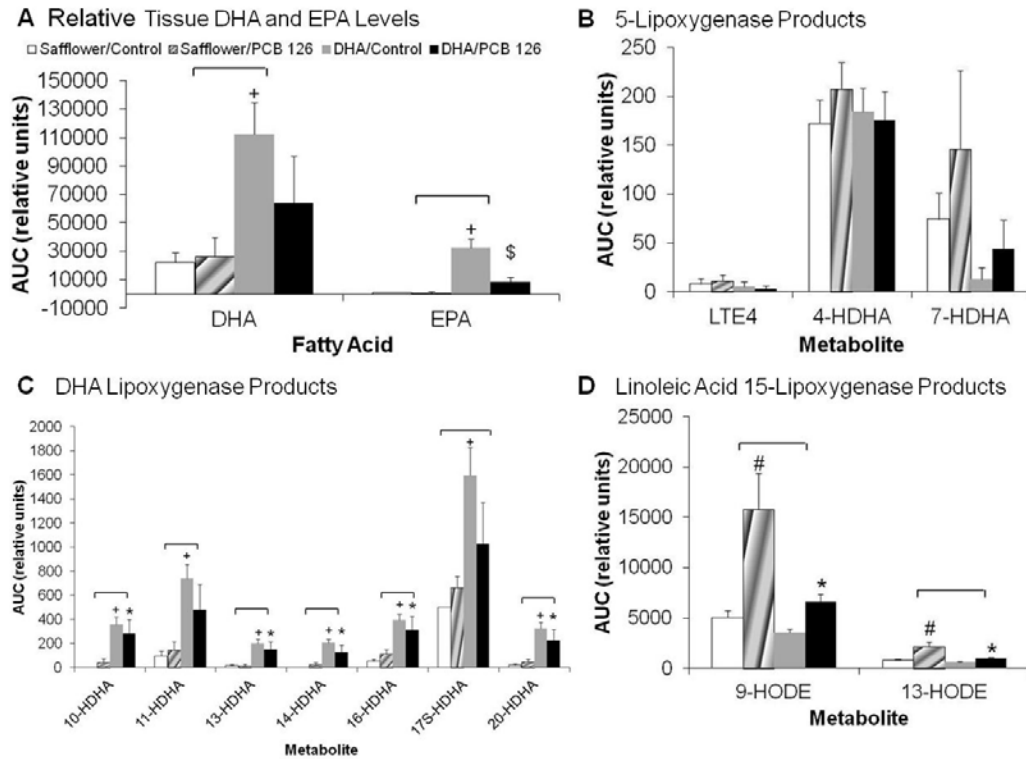 A Relative Tissue DHA and EPA Levels
Safflower/Control Safflower/PCB 126 DHA/Control DHA/PCB 126
AUC (relative units)
150000
130000
110000
90000
70000
50000
30000
10000
-10000
+
+
$
DHA
EPA
Fatty Acid
B 5-Lipoxygenase Products
AUC (relative units)
250
200
150
100
50
0
LTE4
4-HDHA
7-HDHA
Metabolite
C DHA Lipoxygenase Products
AUC (relative units)
2000
1800
1600
1400
1200
1000
800
600
400
200
0
+ *
+
+ *
+ *
+ *
+
+ *
10-HDHA
11-HDHA
13-HDHA
14-HDHA
16-HDHA
17S-HDHA
20-HDHA
Metabolite
D Linoleic Acid 15-Lipoxygenase Products
AUC (relative units)
25000
20000
15000
10000
5000
0
#
*
#
*
9-HODE
13-HODE
Metabolite